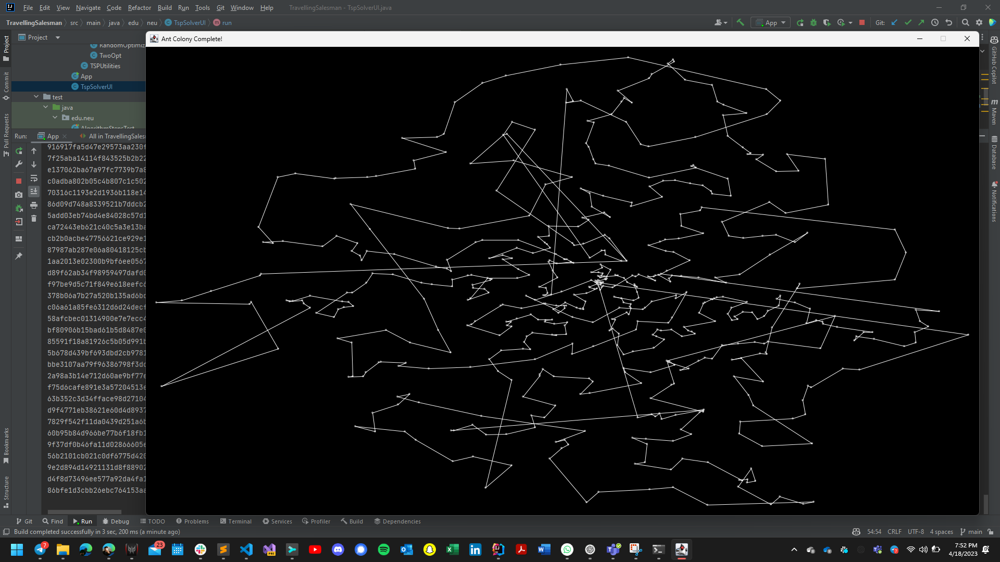 File Edit View Navigate Code Refactor Build Run Tools Git Window Help TravellingSalesman - TspSolverUI.java
TravellingSalesman src main java edu neu TspSolverUI run App Git:
Project
Ant Colony Complete!
RandomOptimiz
TwoOpt
TSPUtilities
App
TspSolverUI
test
java
edu.neu
AlgorithmStepsTest
Run: App All in TravellingSales
916917fa5d47e29573aa230f
7f25aba14114f843525b2b22
e137062ba67a97fc7739b7a8
c0adba802b05c4b807c1c502
70316c1193e2d1936b118e14
86d09d748a8339521b7ddcb2
5add03eb74bd4e84028c57d1
ca72443eb621c40c5a3e13ba
cb2b0acbe47756621ce929e1
87987ab287e06a80418125cb
1aa2013e02300b9bf6ee0567
d89f62ab34f98959497dafd0
f97be9d5c71f849e618eefc6
378b06a7b27a520b135ad6bc
c06a61a85fe6312d6d24decf
58afcbec01314900e7e7ecc4
bf80906b15bad61b5d8487e0
85591f18a81926c5b05d991b
5b678d439bf693dbd2cb9781
bbe3107aa79f96386798f3dc
2a98a3b14e712d60ae9bf77e
f75d6cafe891e3a57204513e
63b352c3d34fface98d27104
d9f4771eb38621e60d4d8937
7829f542f11da0439d251a6b
60b95b84d966be77b6f18fb1
9f37df0b46fa11d02866605e
56b2101cb021c0df6775d420
9e2d894d14921131d8f88902
d4f8d73496ee577a92da4fa1
86bfe1d3cbb26ebc764153aa
Project
Commit
Pull Requests
Bookmarks
Structure
GitHub Copilot
Maven
Database
Notifications
Git Find Run Debug TODO Problems Terminal Services Profiler Build Dependencies
Build completed successfully in 3 sec, 200 ms (a minute ago) 54:54 CRLF UTF-8 4 spaces main
7 23 PRE
7:52 PM
4/18/2023